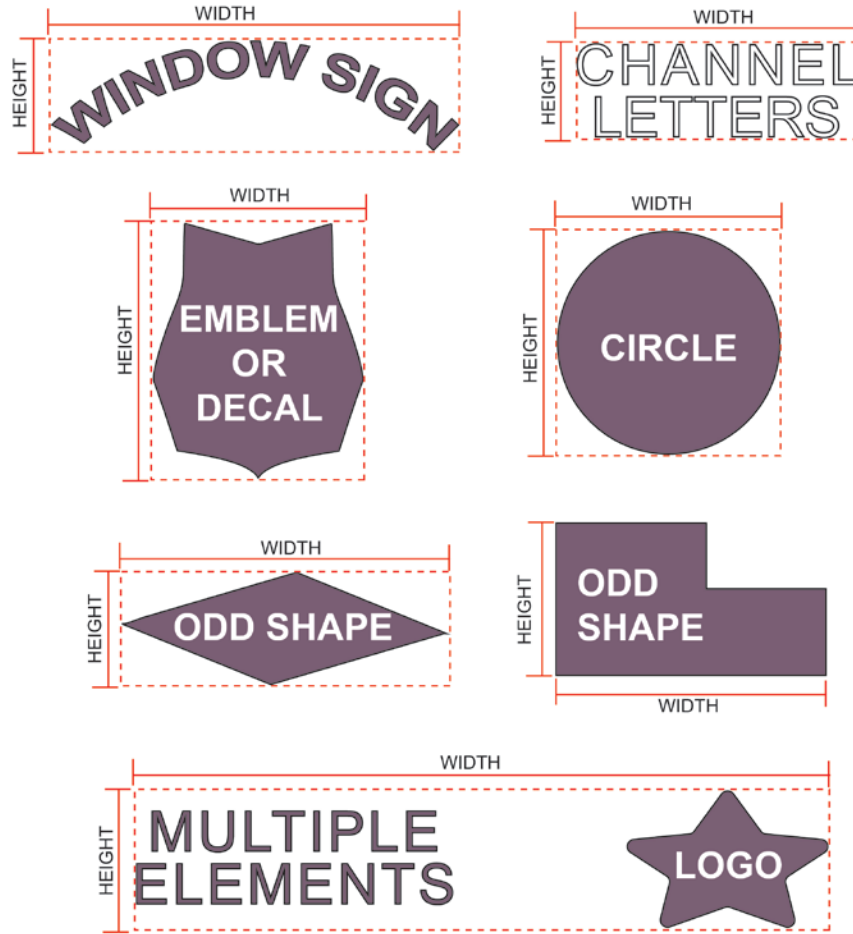 WIDTH
WIDTH
HEIGHT
WINDOW SIGN
HEIGHT
CHANNEL
LETTERS
WIDTH
WIDTH
HEIGHT
EMBLEM
OR
DECAL
HEIGHT
CIRCLE
WIDTH
HEIGHT
ODD SHAPE
HEIGHT
ODD
SHAPE
WIDTH
WIDTH
HEIGHT
MULTIPLE
ELEMENTS
LOGO